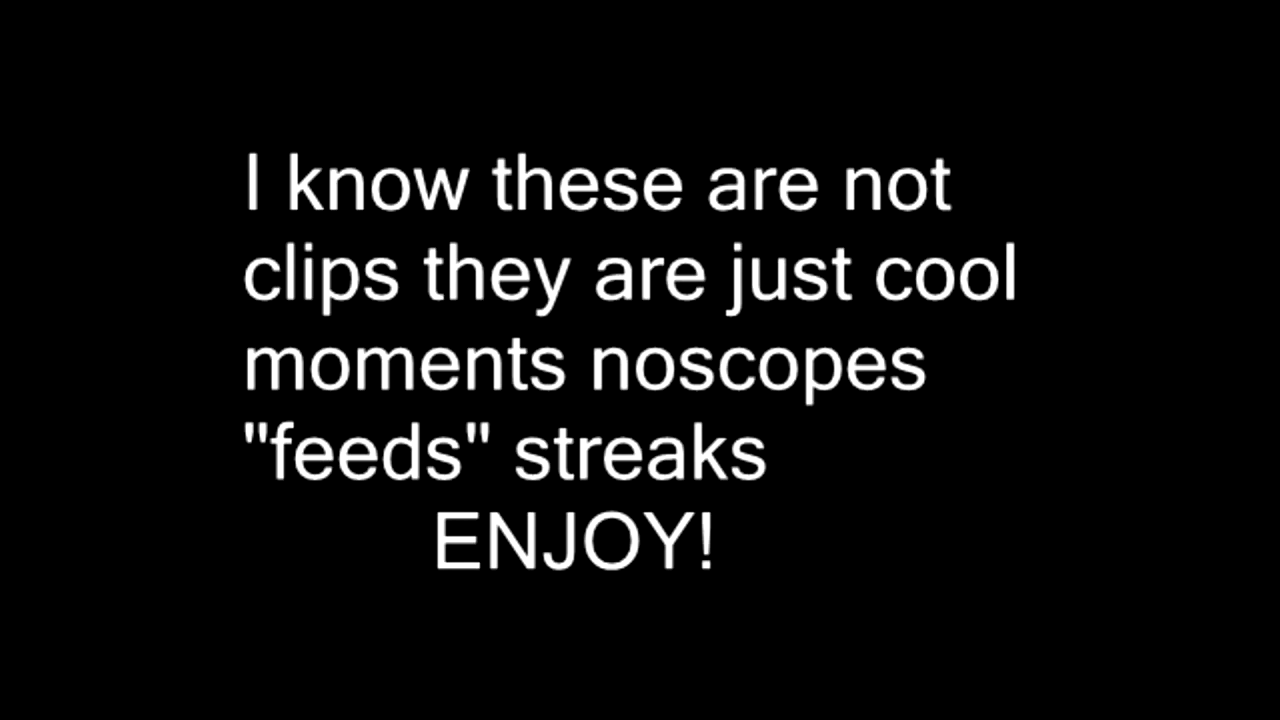 I know these are not
clips they are just cool
moments noscopes
"feeds" streaks
ENJOY!